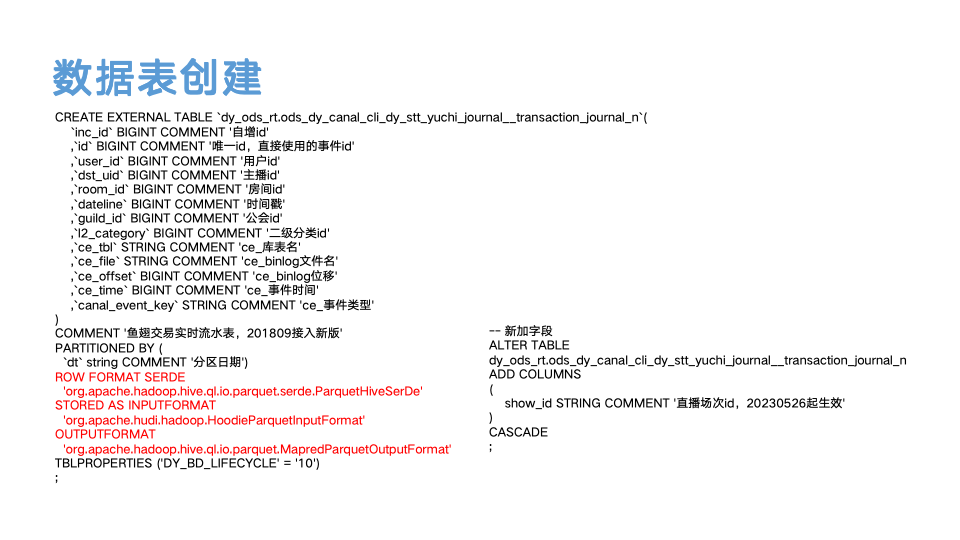 数据表创建
CREATE EXTERNAL TABLE `dy_ods_rt.ods_dy_canal_cli_dy_stt_yuchi_journal__transaction_journal_n`(
`inc_id` BIGINT COMMENT '自增id'
,`id` BIGINT COMMENT '唯一id，直接使用的事件id'
,`user_id` BIGINT COMMENT '用户id'
,`dst_uid` BIGINT COMMENT '主播id'
,`room_id` BIGINT COMMENT '房间id'
,`dateline` BIGINT COMMENT '时间戳'
,`guild_id` BIGINT COMMENT '公会id'
,`l2_category` BIGINT COMMENT '二级分类id'
,`ce_tbl` STRING COMMENT 'ce_库表名'
,`ce_file` STRING COMMENT 'ce_binlog文件名'
,`ce_offset` BIGINT COMMENT 'ce_binlog位移'
,`ce_time` BIGINT COMMENT 'ce_事件时间'
,`canal_event_key` STRING COMMENT 'ce_事件类型'
)
COMMENT '鱼翅交易实时流水表，201809接入新版'
PARTITIONED BY (
`dt` string COMMENT '分区日期')
ROW FORMAT SERDE
'org.apache.hadoop.hive.ql.io.parquet.serde.ParquetHiveSerDe'
STORED AS INPUTFORMAT
'org.apache.hudi.hadoop.HoodieParquetInputFormat'
OUTPUTFORMAT
'org.apache.hadoop.hive.ql.io.parquet.MapredParquetOutputFormat'
TBLPROPERTIES ('DY_BD_LIFECYCLE' = '10')
;
-- 新加字段
ALTER TABLE
dy_ods_rt.ods_dy_canal_cli_dy_stt_yuchi_journal__transaction_journal_n
ADD COLUMNS
(
show_id STRING COMMENT '直播场次id，20230526起生效'
)
CASCADE
;